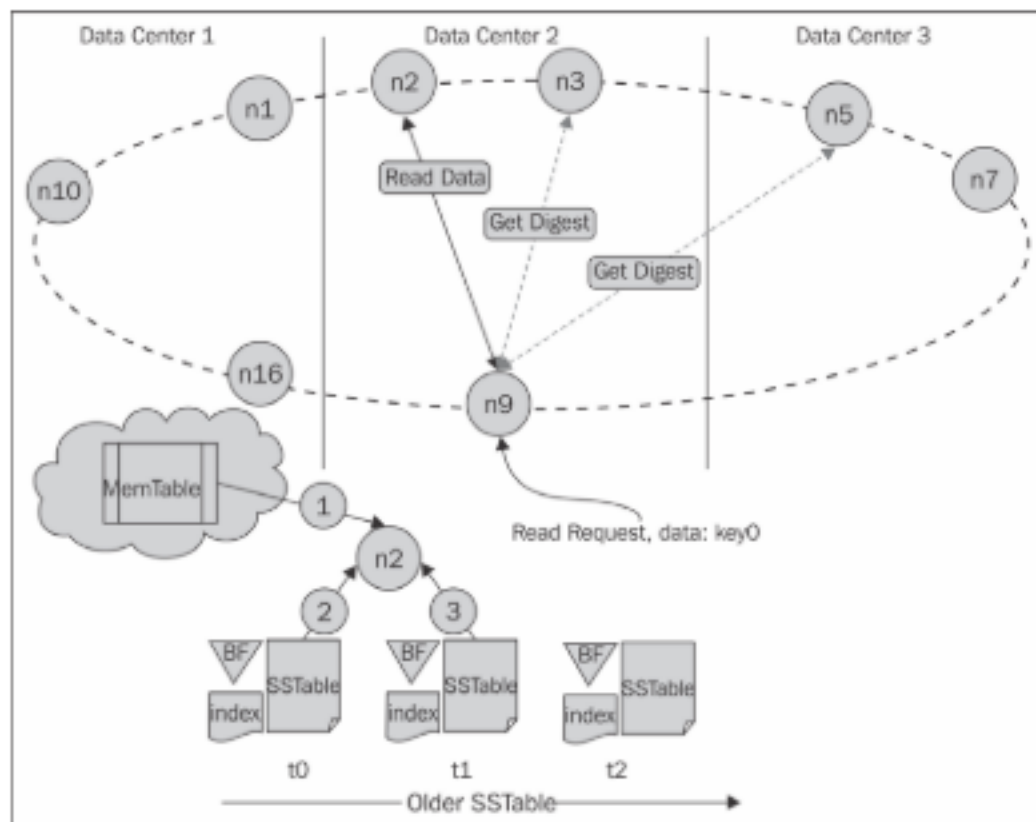 Data Center 1
Data Center 2
Data Center 3
n2
n3
n1
n5
n10
Read Data
n7
Get Digest
Get Digest
n16
n9
MemTable
1
Read Request, data: key0
n2
2
3
BF
SSTable
index
BF
SSTable
index
BF
SSTable
index
t0
t1
t2
Older SSTable